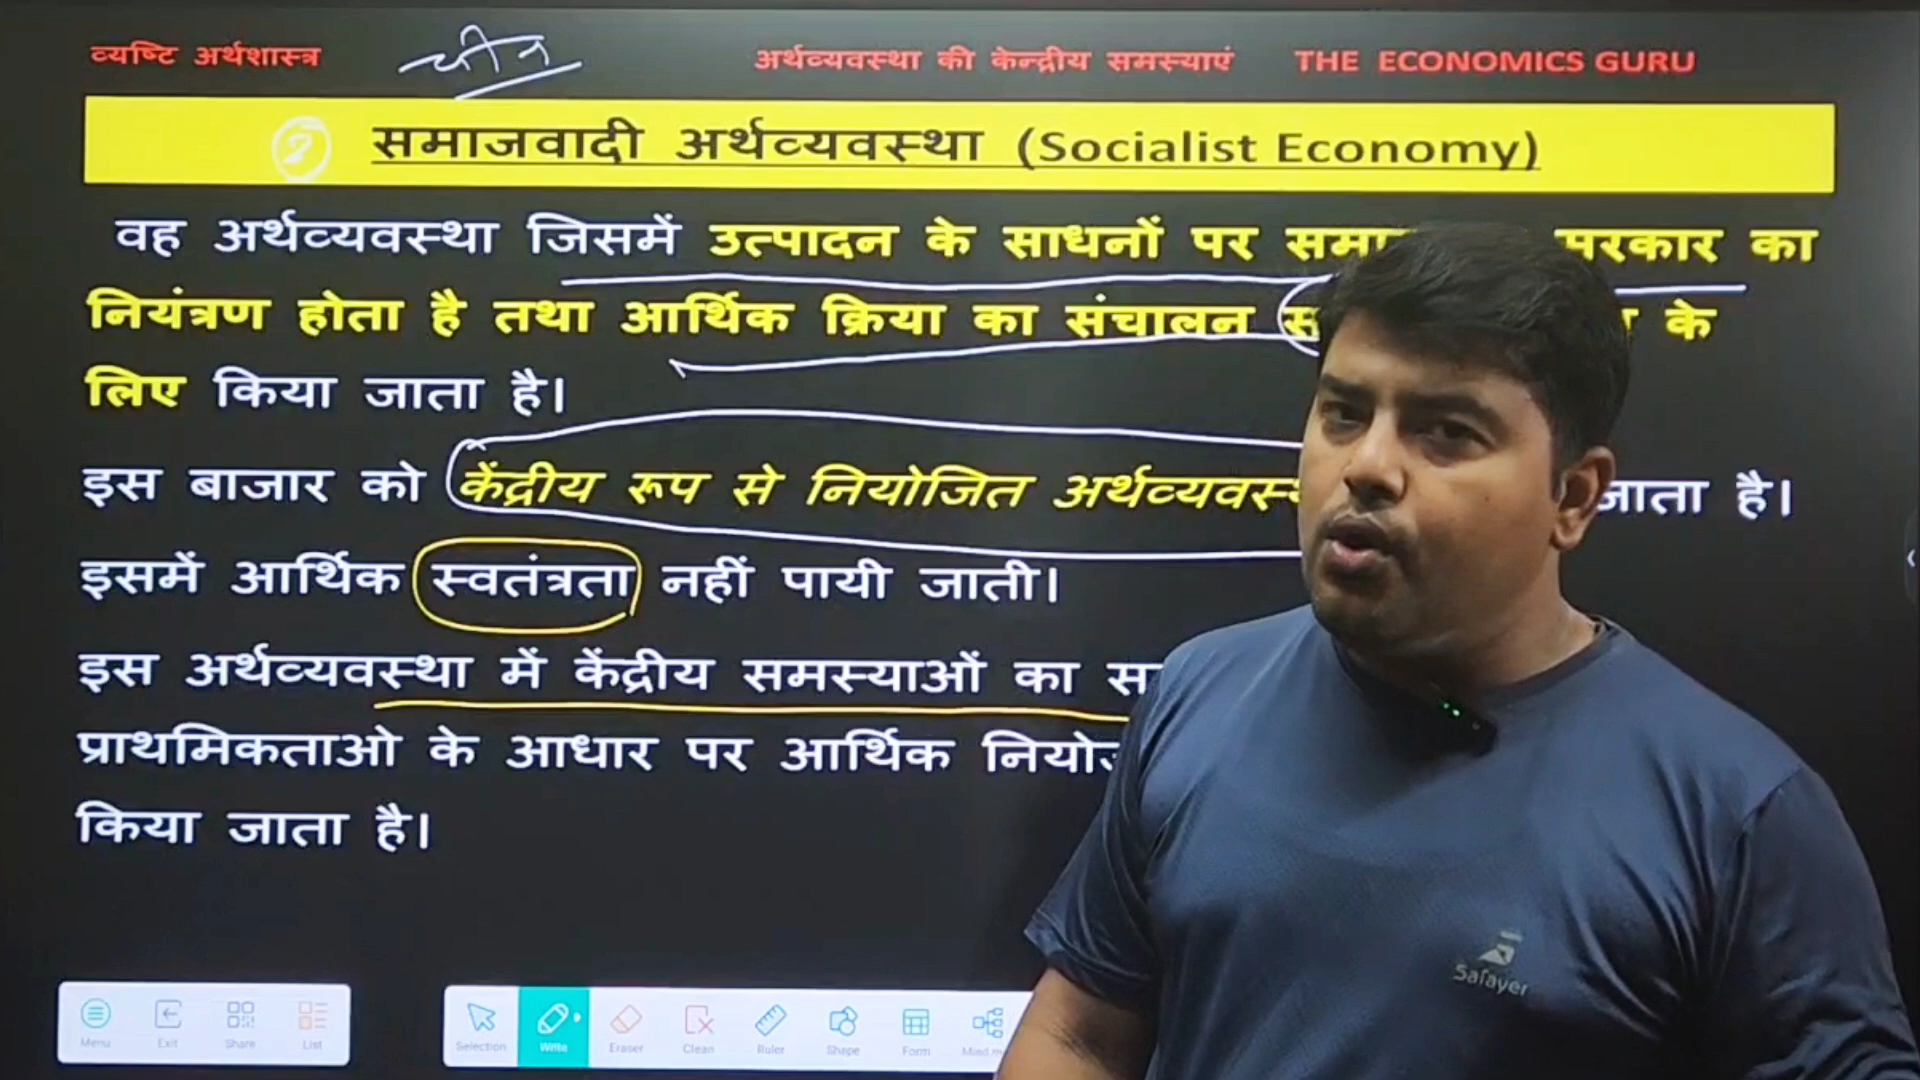 व्यष्टि अर्थशास्त्र चीन अर्थव्यवस्था की केन्द्रीय समस्याएं THE ECONOMICS GURU
2 समाजवादी अर्थव्यवस्था (Socialist Economy)
वह अर्थव्यवस्था जिसमें उत्पादन के साधनों पर सरकार का
नियंत्रण होता है तथा आर्थिक क्रिया का संचालन के
लिए किया जाता है।
इस बाजार को केंद्रीय रूप से नियोजित जाता है।
इसमें आर्थिक स्वतंत्रता नहीं पायी जाती।
इस अर्थव्यवस्था में केंद्रीय समस्याओं का
प्राथमिकताओ के आधार पर आर्थिक
किया जाता है।
Safayer
Menu Exit Share List Selection Write Eraser Clean Ruler Shape Form